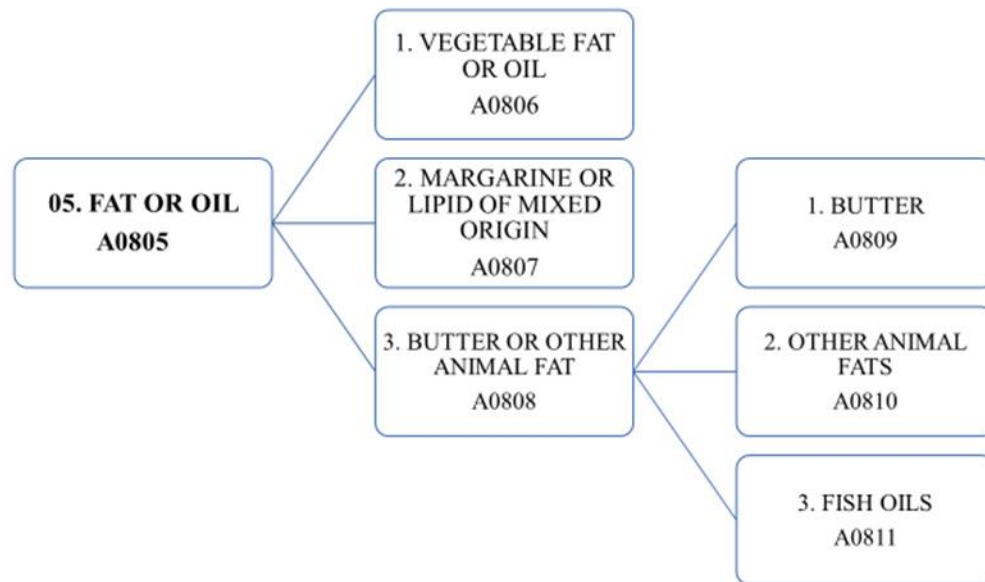 05. FAT OR OIL
A0805
1. VEGETABLE FAT
OR OIL
A0806
2. MARGARINE OR
LIPID OF MIXED
ORIGIN
A0807
3. BUTTER OR OTHER
ANIMAL FAT
A0808
1. BUTTER
A0809
2. OTHER ANIMAL
FATS
A0810
3. FISH OILS
A0811